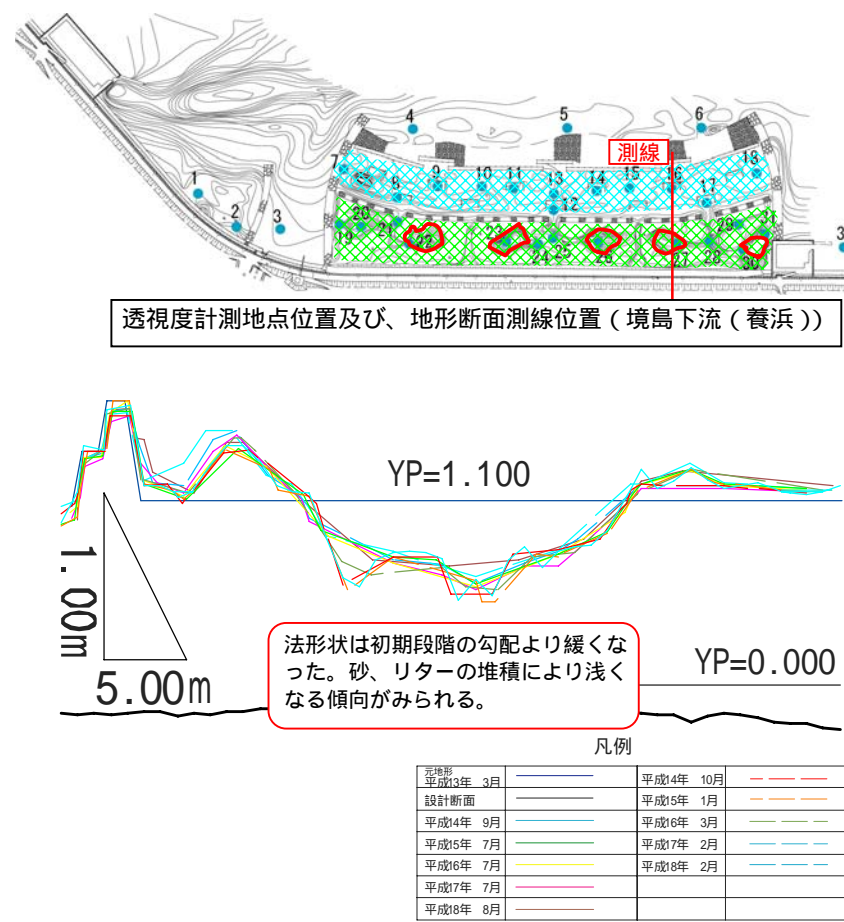 4
5
6
測線
1
2
3
7
8
9
10
11
13
12
14
15
16
17
18
19
20
21
22
23
24
25
26
27
28
29
30
31
3
透視度計測地点位置及び、地形断面測線位置(境島下流(養浜))
YP=1.100
1.00m
5.00m
法形状は初期段階の勾配より緩くな
った。砂、リターの堆積により浅く
なる傾向がみられる。
YP=0.000
凡例
元地形
平成13年 3月
平成14年 10月
設計断面
平成15年 1月
平成14年 9月
平成16年 3月
平成15年 7月
平成17年 2月
平成16年 7月
平成18年 2月
平成17年 7月
平成18年 8月